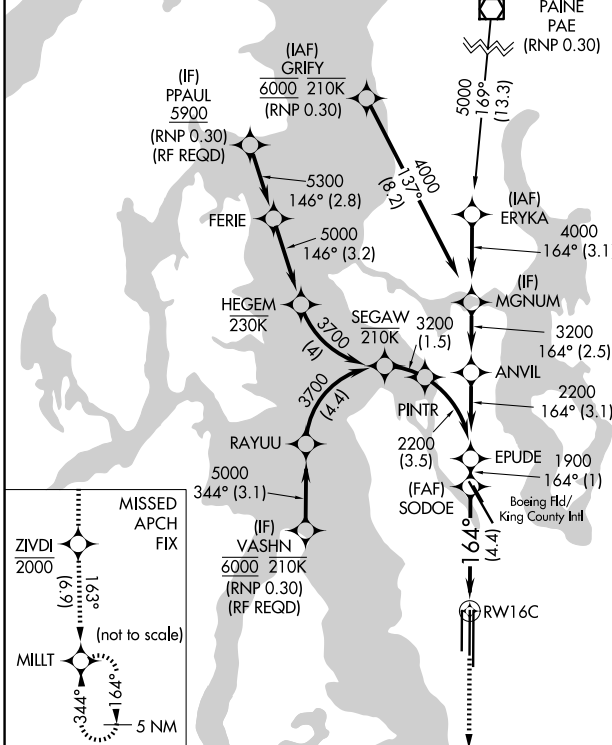 PAINE
PAE
(RNP 0.30)
5000
169°
(13.3)
(IAF)
GRIFY
6000 210K
(RNP 0.30)
4000
137°
(8.2)
(IF)
PPAUL
5900
(RNP 0.30)
(RF REQD)
5300
146° (2.8)
FERIE
5000
146° (3.2)
HEGEM
230K
3700
(4)
SEGAW
210K
3200
(1.5)
PINTR
2200
(3.5)
3700
(4.4)
RAYUU
5000
344° (3.1)
(IF)
VASHN
6000 210K
(RNP 0.30)
(RF REQD)
(IAF)
ERYKA
4000
164° (3.1
(IF)
MGNUM
3200
164° (2.5)
ANVIL
2200
164° (3.1)
EPUDE
1900
164° (1)
(FAF)
SODOE
Boeing Fld/
King County Intl
164°
(4.4)
RW16C
MISSED
APCH
FIX
ZIVDI
2000
163°
(6.9)
(not to scale)
MILLT
344°
164°
5 NM